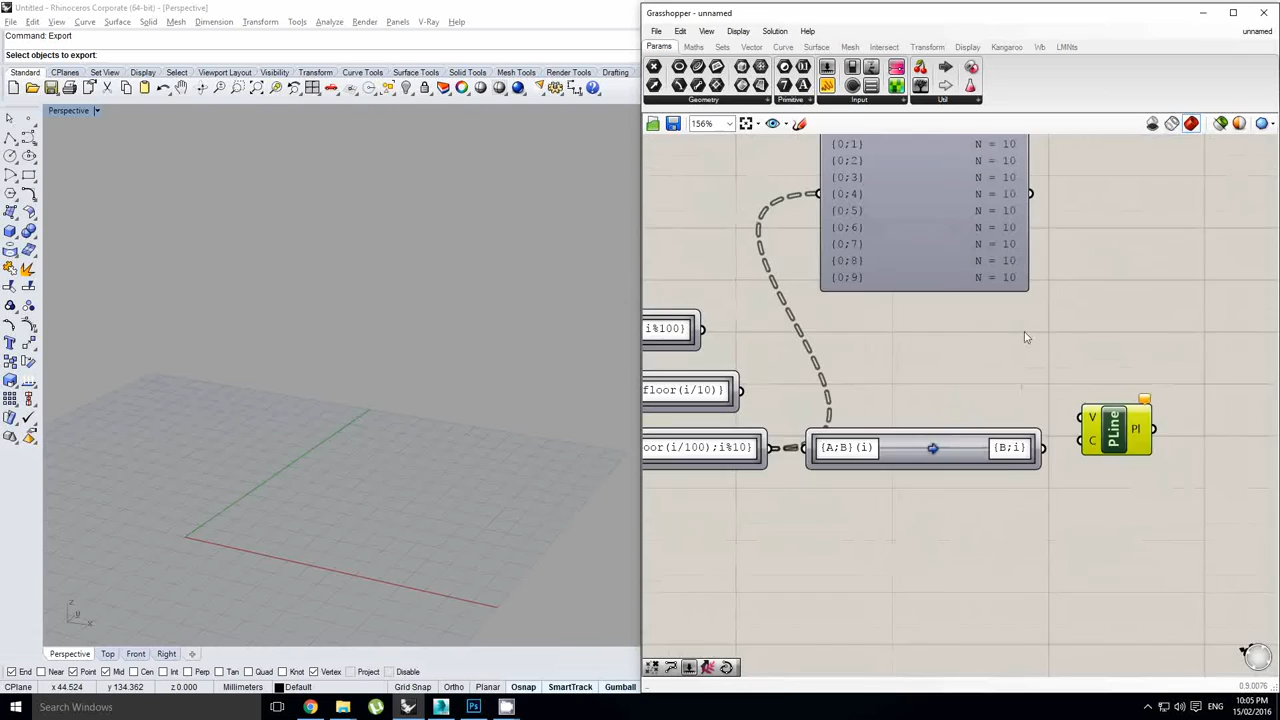 Untitled - Rhinoceros Corporate (64-bit) - [Perspective]
File Edit View Curve Surface Solid Mesh Dimension Transform Tools Analyze Render Panels V-Ray Help
Command: Export
Select objects to export:
Standard CPlanes Set View Display Select Viewport Layout Visibility Transform Curve Tools Surface Tools Solid Tools Mesh Tools Render Tools Drafting
Perspective
z
y
x
Perspective Top Front Right
End Near Point Mid Cen Int Perp Tan Quad Knot Vertex Project Disable
CPlane x 44.524 y 134.362 z 0.000 Millimeters Default Grid Snap Ortho Planar Osnap SmartTrack Gumball
Grasshopper - unnamed
File Edit View Display Solution Help unnamed
Params Maths Sets Vector Curve Surface Mesh Intersect Transform Display Kangaroo Wb LMNts
Geometry Primitive Input Util
156%
{0;1} N = 10
{0;2} N = 10
{0;3} N = 10
{0;4} N = 10
{0;5} N = 10
{0;6} N = 10
{0;7} N = 10
{0;8} N = 10
{0;9} N = 10
i%100}
floor(i/10)}
oor(i/100);i%10}
{A;B}(i) {B;i}
V C PLine Pl
0.9.0076
Search Windows
ENG
10:05 PM
15/02/2016